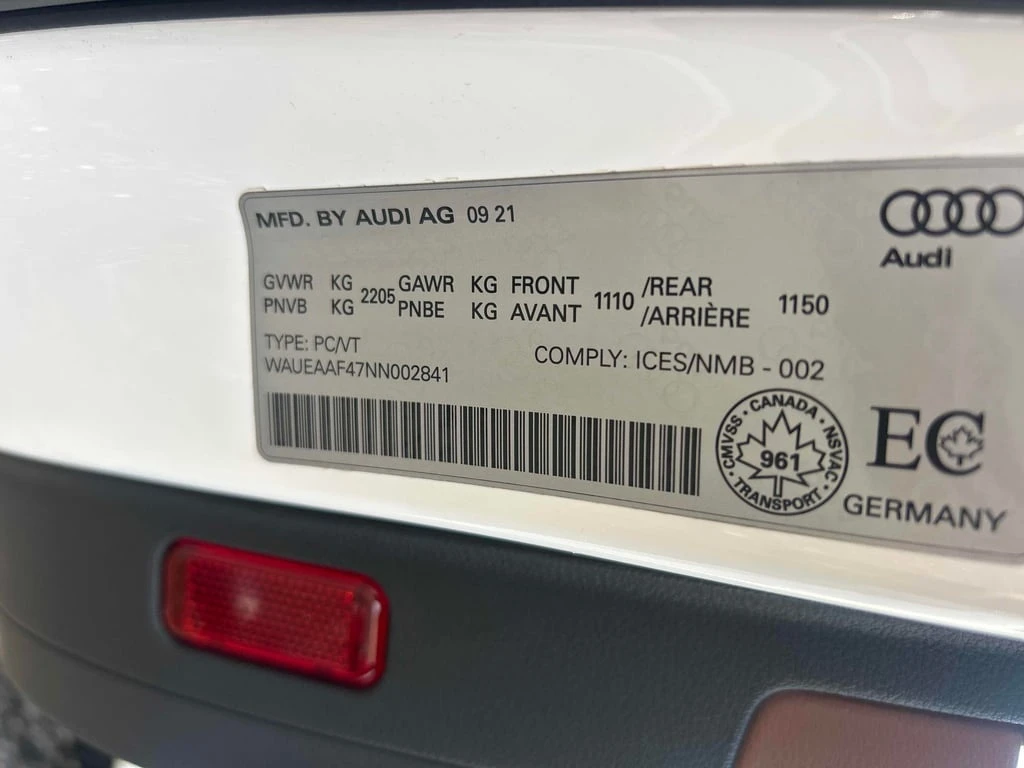 MFD. BY AUDI AG 09 21
Audi
GVWR KG 2205 GAWR KG FRONT 1110 /REAR 1150
PNVB KG PNBE KG AVANT /ARRIÈRE
TYPE: PC/VT
WAUEAAF47NN002841
COMPLY: ICES/NMB - 002
CMVSS · CANADA · NSVAC · TRANSPORT ·
961
EC
GERMANY